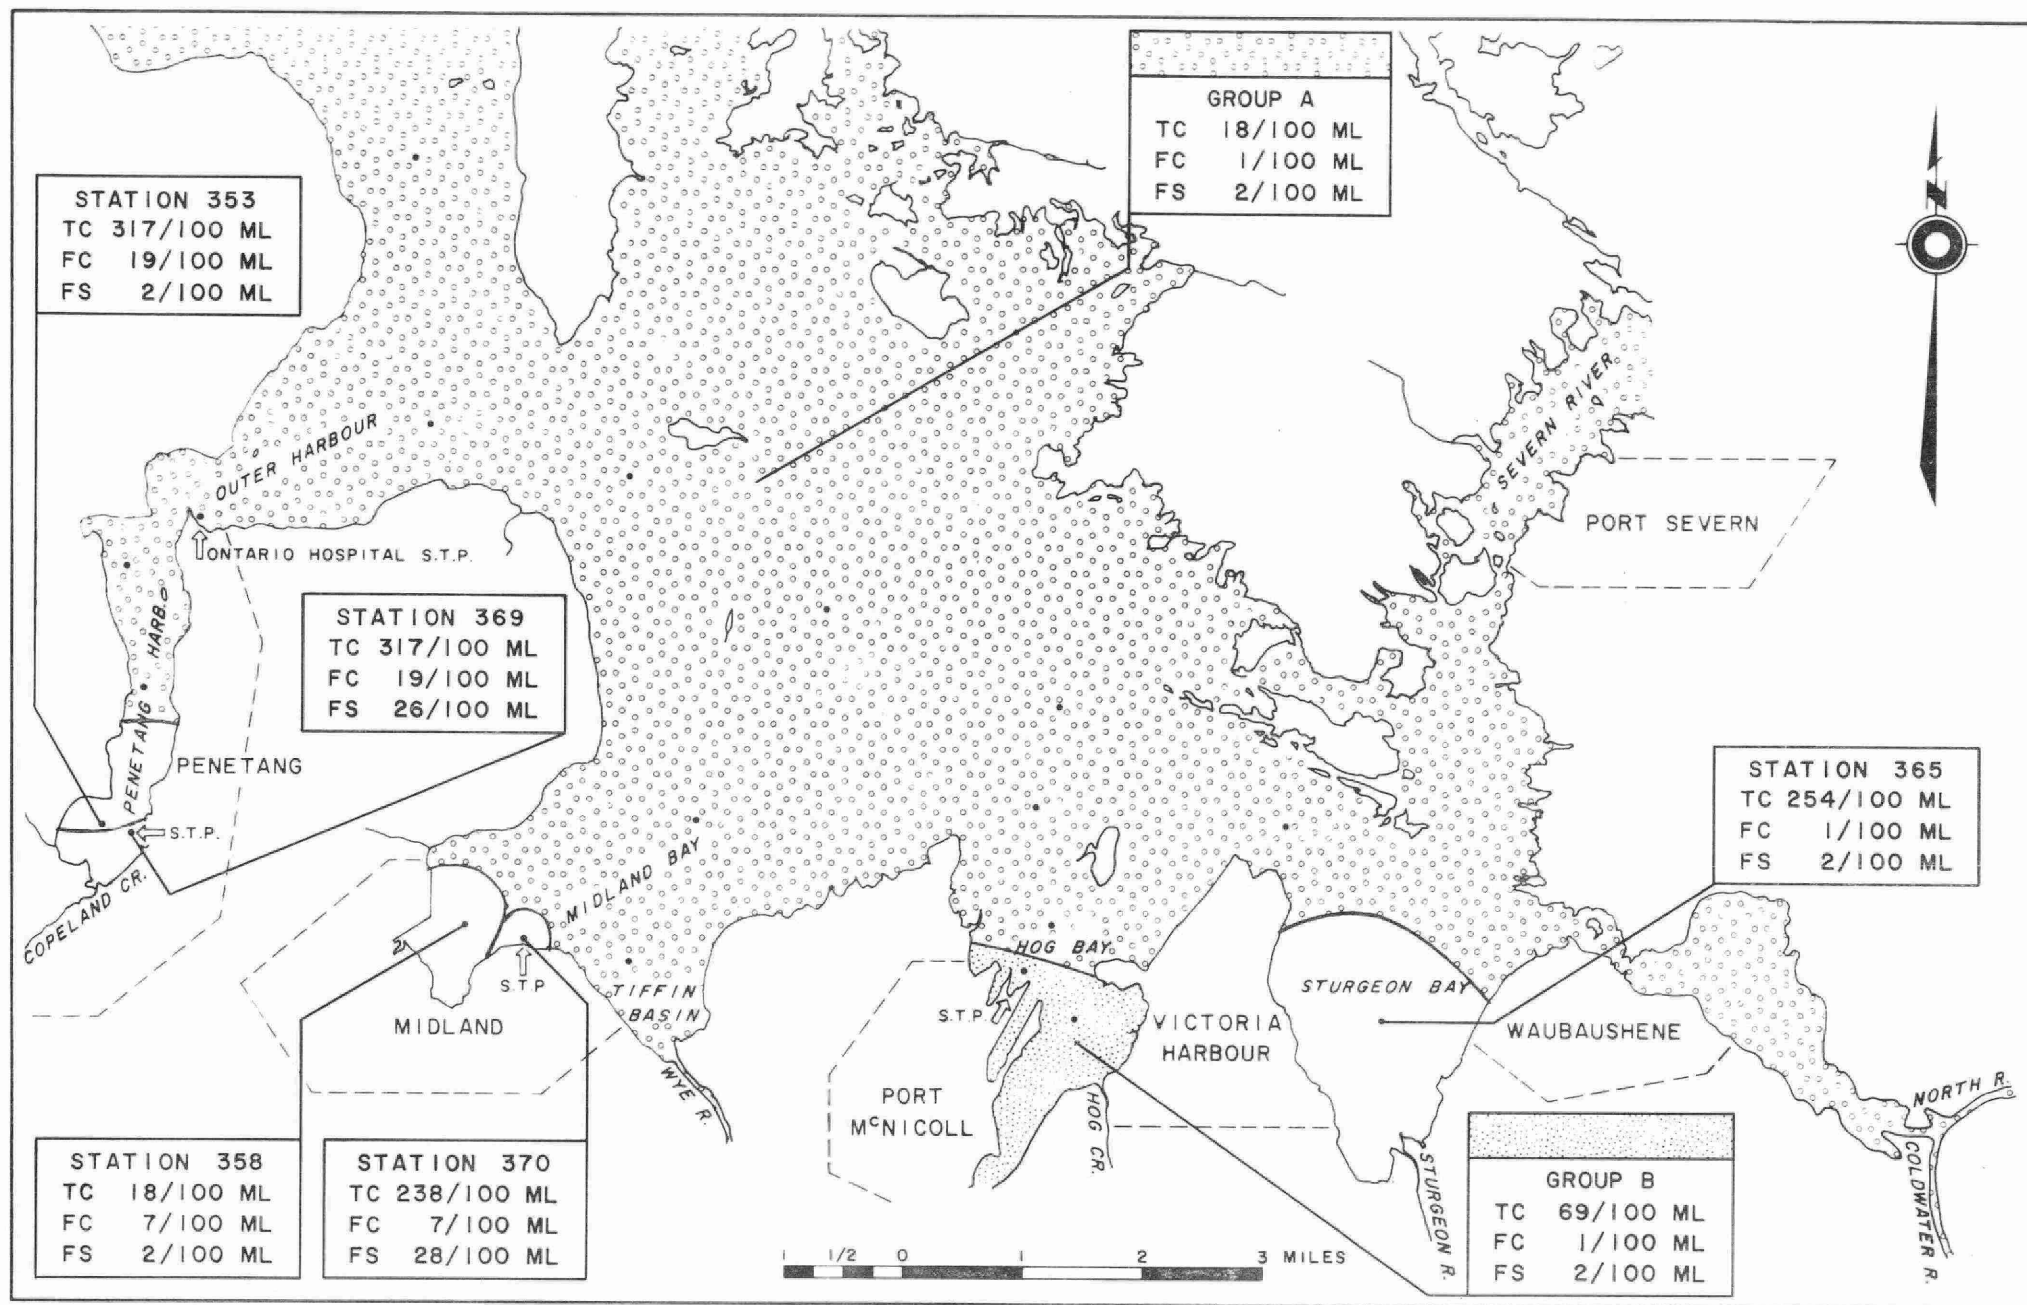 GROUP A
TC 18/100 ML
FC 1/100 ML
FS 2/100 ML
N
STATION 353
TC 317/100 ML
FC 19/100 ML
FS 2/100 ML
OUTER HARBOUR
SEVERN RIVER
PORT SEVERN
ONTARIO HOSPITAL S.T.P.
STATION 369
TC 317/100 ML
FC 19/100 ML
FS 26/100 ML
PENETANG HARB.
PENETANG
S.T.P.
COPELAND CR.
STATION 365
TC 254/100 ML
FC 1/100 ML
FS 2/100 ML
MIDLAND BAY
HOG BAY
STURGEON BAY
S.T.P
TIFFIN
BASIN
S.T.P.
MIDLAND
VICTORIA
HARBOUR
WAUBAUSHENE
WYE R.
PORT
McNICOLL
HOG CR.
NORTH R.
COLDWATER R.
STURGEON R.
STATION 358
TC 18/100 ML
FC 7/100 ML
FS 2/100 ML
STATION 370
TC 238/100 ML
FC 7/100 ML
FS 28/100 ML
GROUP B
TC 69/100 ML
FC 1/100 ML
FS 2/100 ML
1 1/2 0 1 2 3 MILES